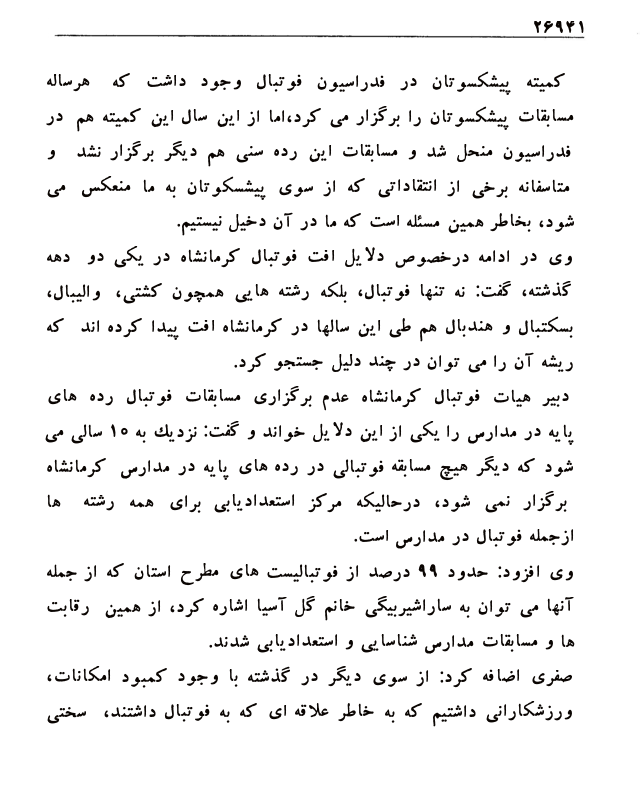 ۲۶۹۴۱
کمیته پیشکسوتان در فدراسیون فوتبال وجود داشت که هرساله
مسابقات پیشکسوتان را برگزار می کرد،اما از این سال این کمیته هم در
فدراسیون منحل شد و مسابقات این رده سنی هم دیگر برگزار نشد و
متاسفانه برخی از انتقاداتی که از سوی پیشسکوتان به ما منعکس می
شود، بخاطر همین مسئله است که ما در آن دخیل نیستیم.
وی در ادامه درخصوص دلایل افت فوتبال کرمانشاه در یکی دو دهه
گذشته، گفت: نه تنها فوتبال، بلکه رشته هایی همچون کشتی، والیبال،
بسکتبال و هندبال هم طی این سالها در کرمانشاه افت پیدا کرده اند که
ریشه آن را می توان در چند دلیل جستجو کرد.
دبیر هیات فوتبال کرمانشاه عدم برگزاری مسابقات فوتبال رده های
پایه در مدارس را یکی از این دلایل خواند و گفت: نزدیك به ۱۵ سالی می
شود که دیگر هیچ مسابقه فوتبالی در رده های پایه در مدارس کرمانشاه
برگزار نمی شود، درحالیکه مرکز استعدادیابی برای همه رشته ها
ازجمله فوتبال در مدارس است.
وی افزود: حدود ۹۹ درصد از فوتبالیست های مطرح استان که از جمله
آنها می توان به ساراشیربیگی خانم گل آسیا اشاره کرد، از همین رقابت
ها و مسابقات مدارس شناسایی و استعدادیابی شدند.
صفری اضافه کرد: از سوی دیگر در گذشته با وجود کمبود امکانات،
ورزشکارانی داشتیم که به خاطر علاقه ای که به فوتبال داشتند، سختی